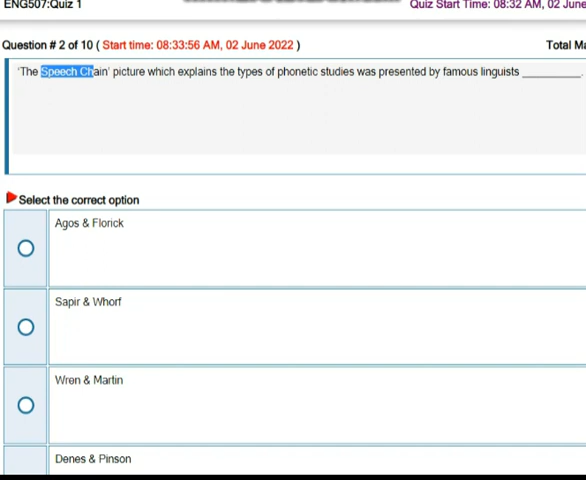 ENG507:Quiz 1
Quiz Start Time: 08:32 AM, 02 June
Question # 2 of 10 ( Start time: 08:33:56 AM, 02 June 2022 )
Total Ma
'The Speech Chain' picture which explains the types of phonetic studies was presented by famous linguists __________.
Select the correct option
Agos & Florick
Sapir & Whorf
Wren & Martin
Denes & Pinson